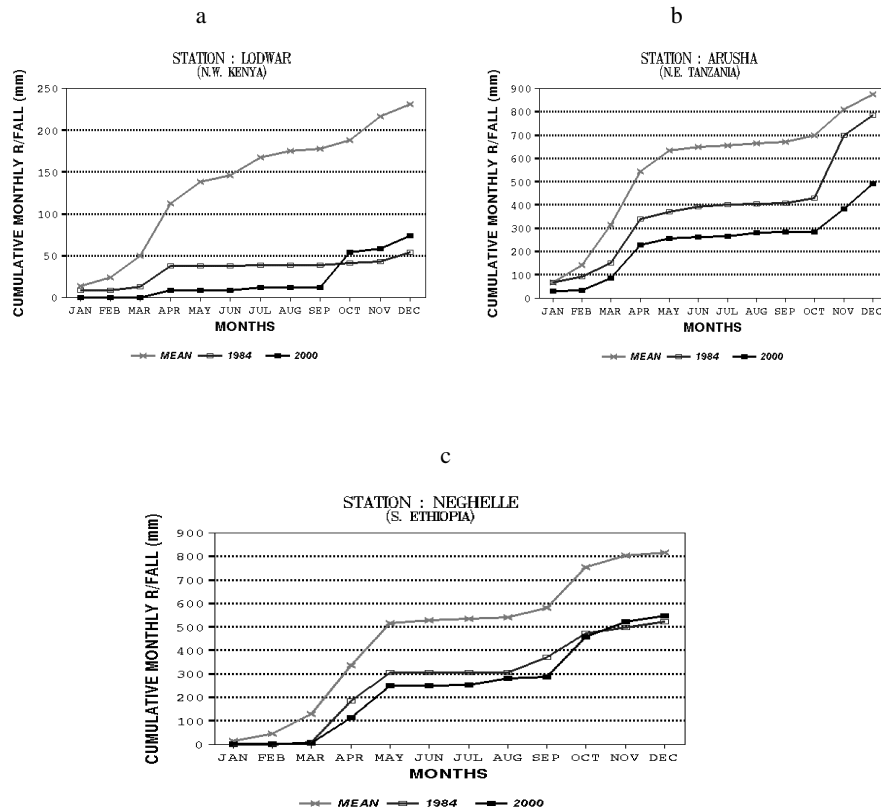 a
STATION : LODWAR
(N.W. KENYA)
CUMULATIVE MONTHLY R/FALL (mm)
250
200
150
100
50
0
JAN FEB MAR APR MAY JUN JUL AUG SEP OCT NOV DEC
MONTHS
MEAN 1984 2000
b
STATION : ARUSHA
(N.E. TANZANIA)
CUMULATIVE MONTHLY R/FALL (mm)
900
800
700
600
500
400
300
200
100
0
JAN FEB MAR APR MAY JUN JUL AUG SEP OCT NOV DEC
MONTHS
MEAN 1984 2000
c
STATION : NEGHELLE
(S. ETHIOPIA)
CUMULATIVE MONTHLY R/FALL (mm)
900
800
700
600
500
400
300
200
100
0
JAN FEB MAR APR MAY JUN JUL AUG SEP OCT NOV DEC
MONTHS
MEAN 1984 2000